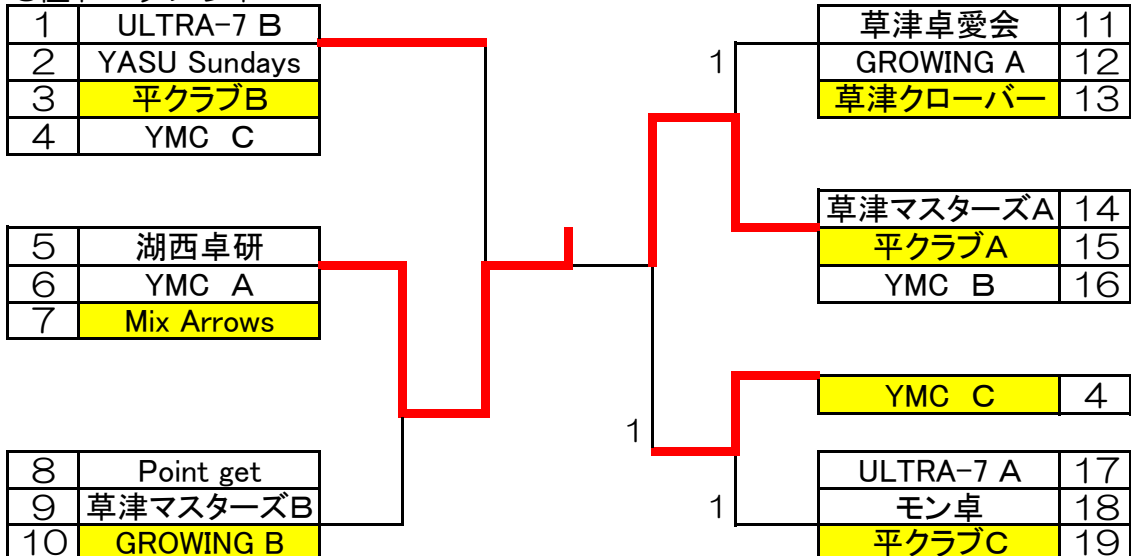 1 ULTRA-7 B
2 YASU Sundays
3 平クラブB
4 YMC C
5 湖西卓研
6 YMC A
7 Mix Arrows
8 Point get
9 草津マスターズB
10 GROWING B
1
1
1
草津卓愛会 11
GROWING A 12
草津クローバー 13
草津マスターズA 14
平クラブA 15
YMC B 16
YMC C 4
ULTRA-7 A 17
モン卓 18
平クラブC 19